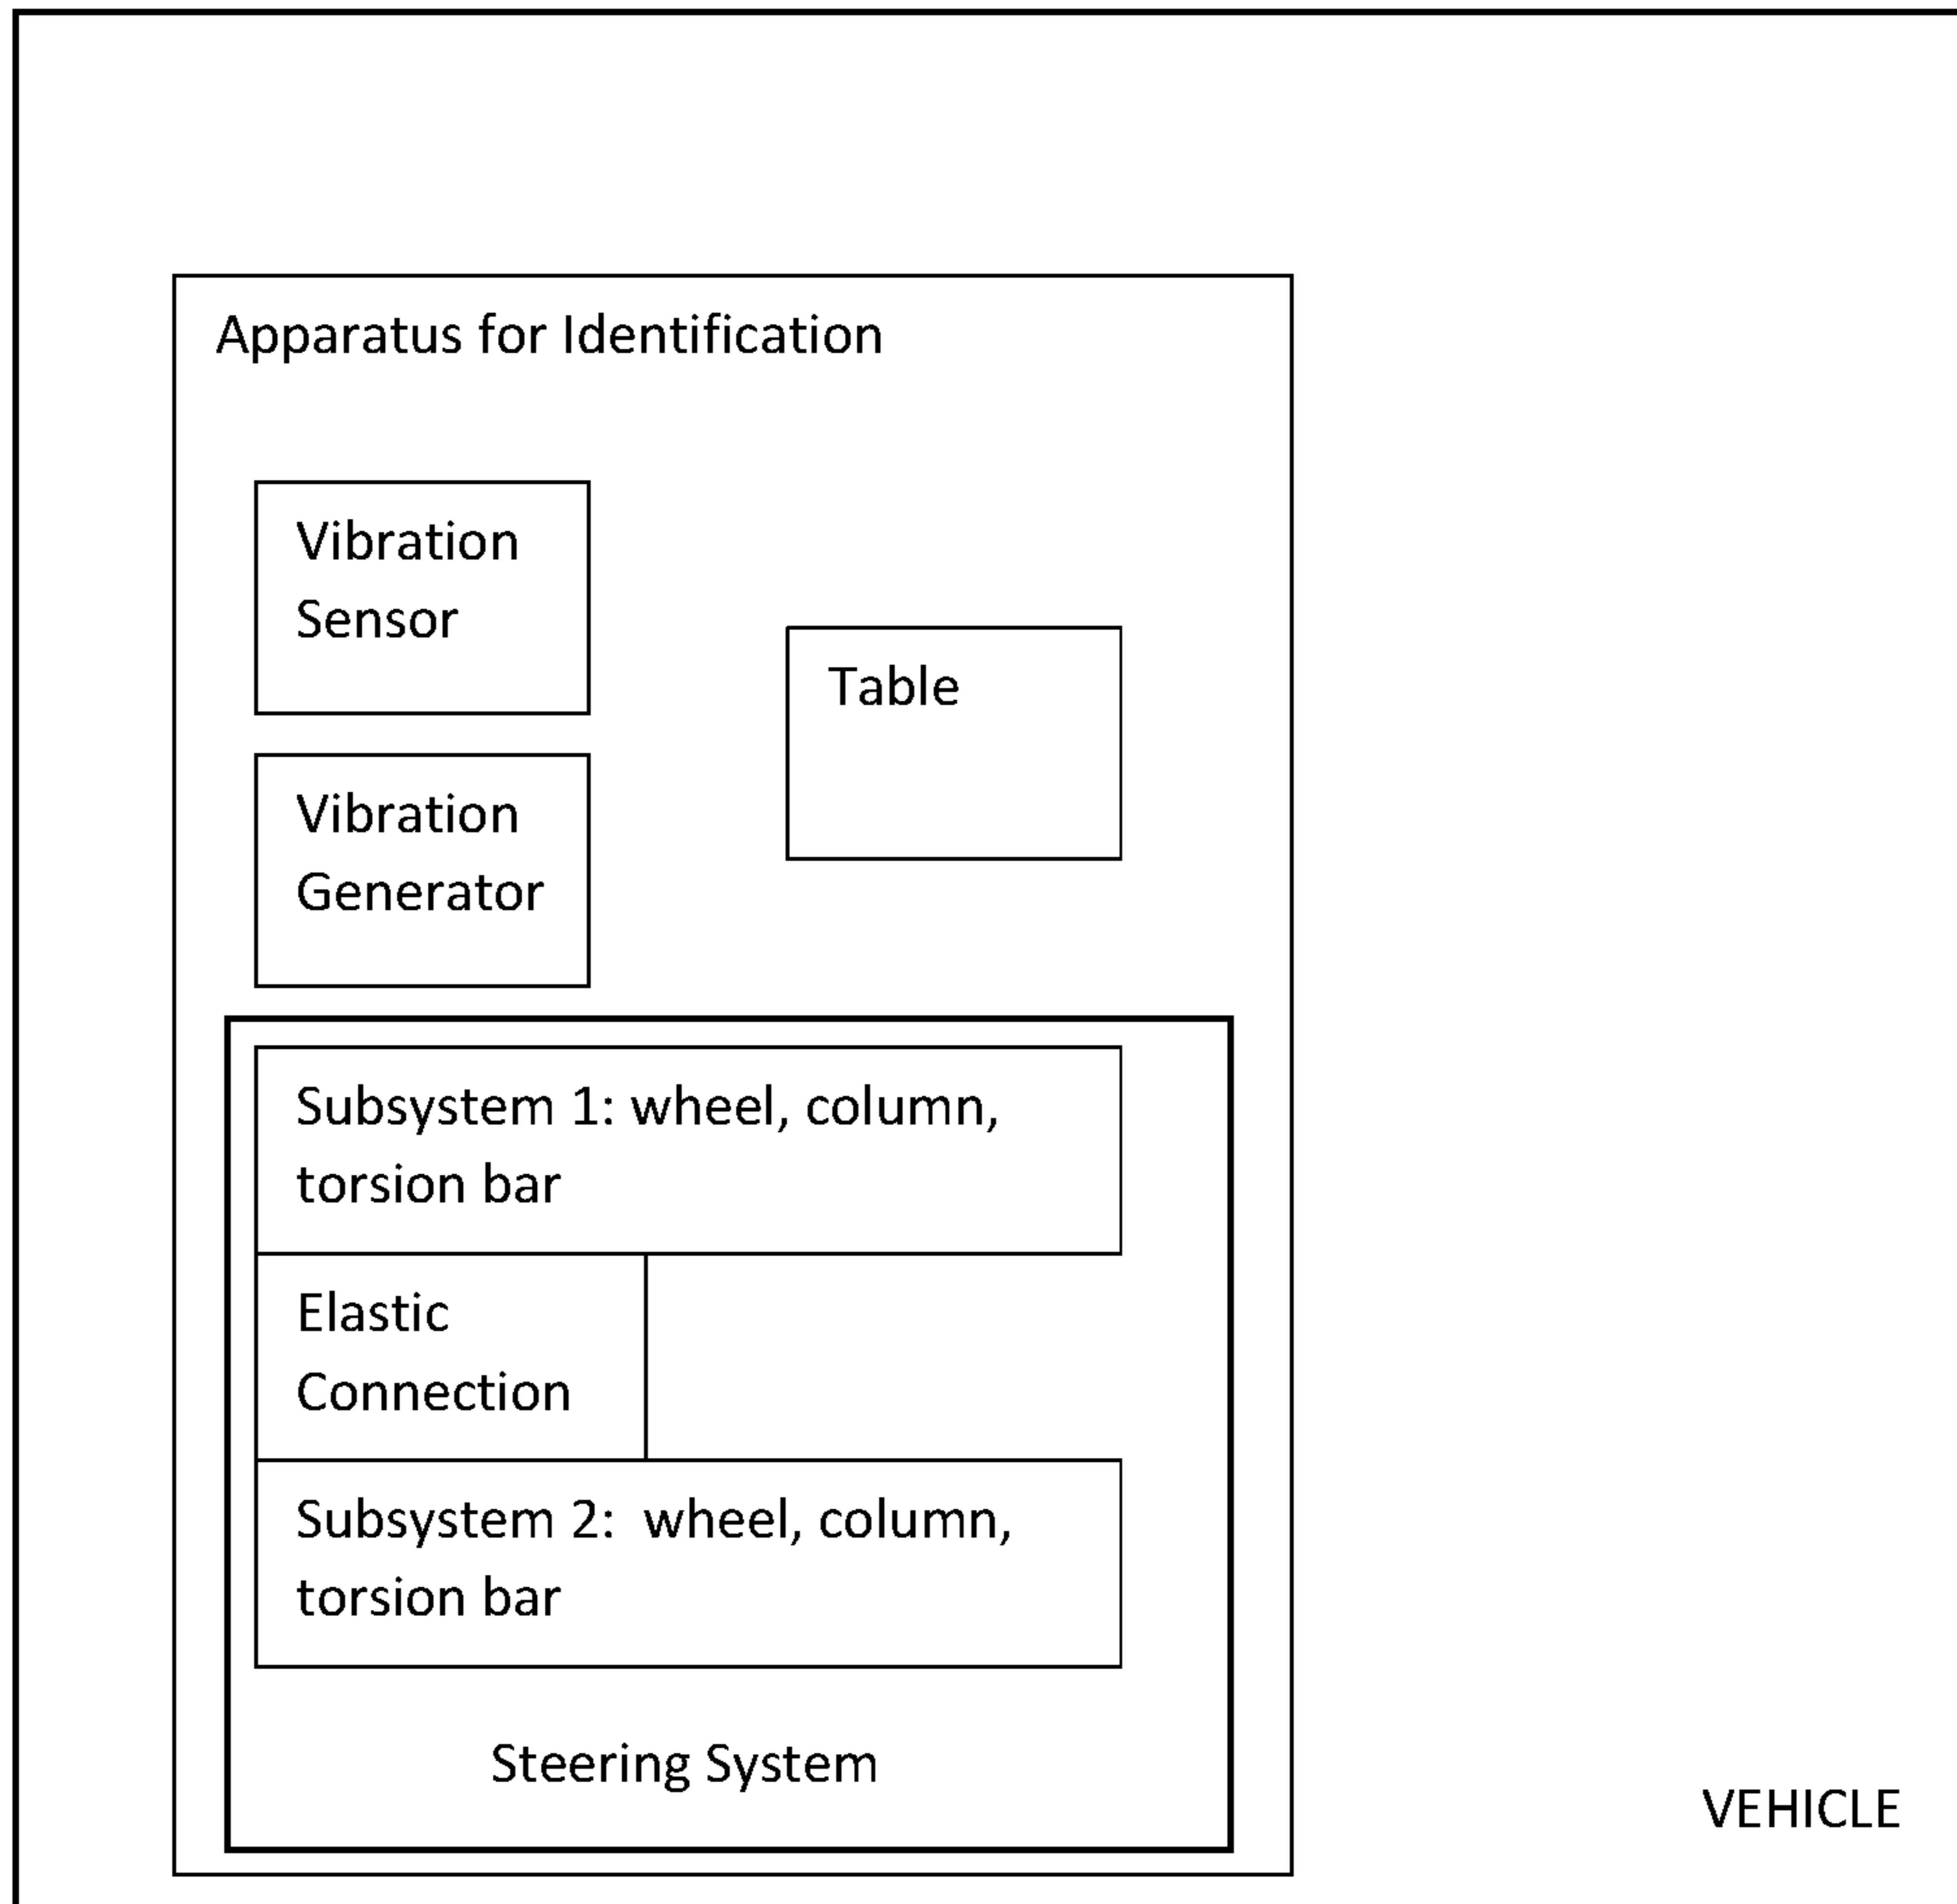 Apparatus for Identification
Vibration
Sensor
Table
Vibration
Generator
Subsystem 1: wheel, column,
torsion bar
Elastic
Connection
Subsystem 2:  wheel, column,
torsion bar
Steering System
VEHICLE